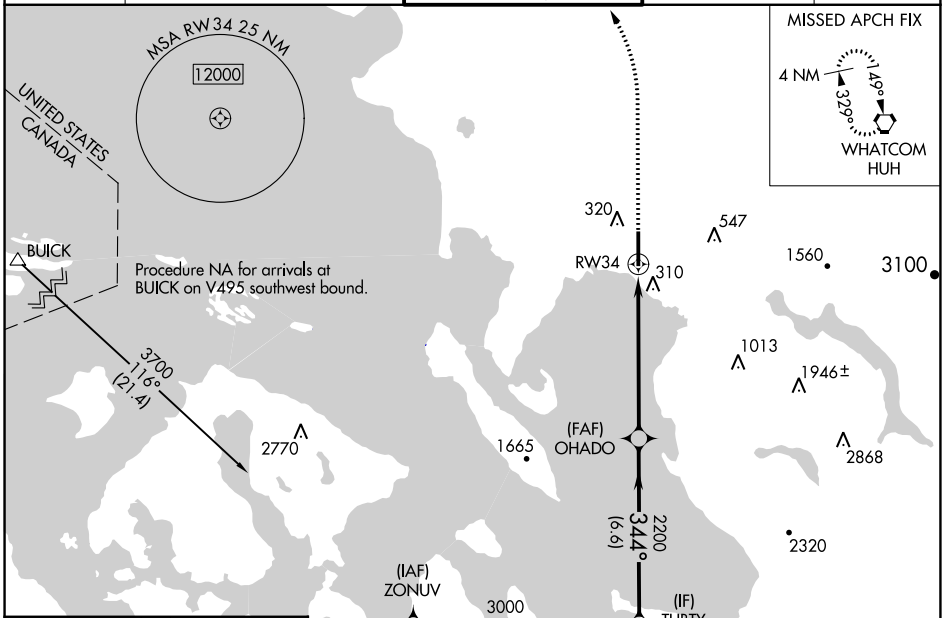 MSA RW34 25 NM
12000
MISSED APCH FIX
4 NM
149°
329°
WHATCOM
HUH
UNITED STATES
CANADA
BUICK
Procedure NA for arrivals at
BUICK on V495 southwest bound.
320
547
RW34
310
1560
3100
3700
116°
(21.4)
1013
1946±
2770
1665
(FAF)
OHADO
2868
2200
344°
(6.6)
2320
(IAF)
ZONUV
3000
(IF)